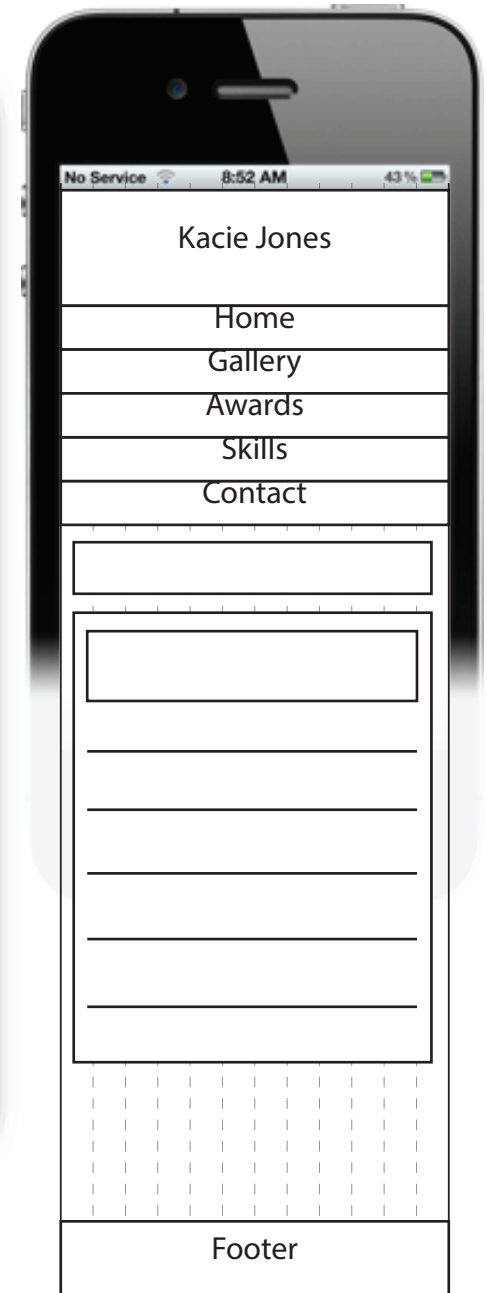 No Service 8:52 AM 43%
Kacie Jones
Home
Gallery
Awards
Skills
Contact
Footer